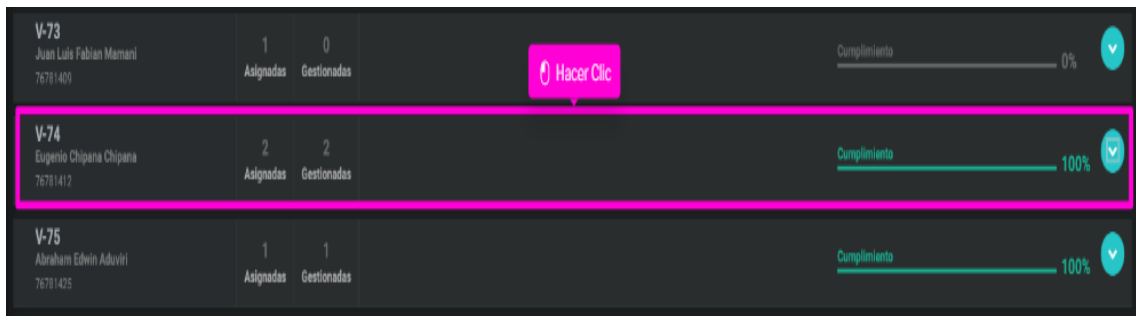 V-73
Juan Luis Fabian Mamani
76781409
1
Asignadas
0
Gestionadas
Hacer Clic
Cumplimiento
0%
V-74
Eugenio Chipana Chipana
76781412
2
Asignadas
2
Gestionadas
Cumplimiento
100%
V-75
Abraham Edwin Aduviri
76781425
1
Asignadas
1
Gestionadas
Cumplimiento
100%